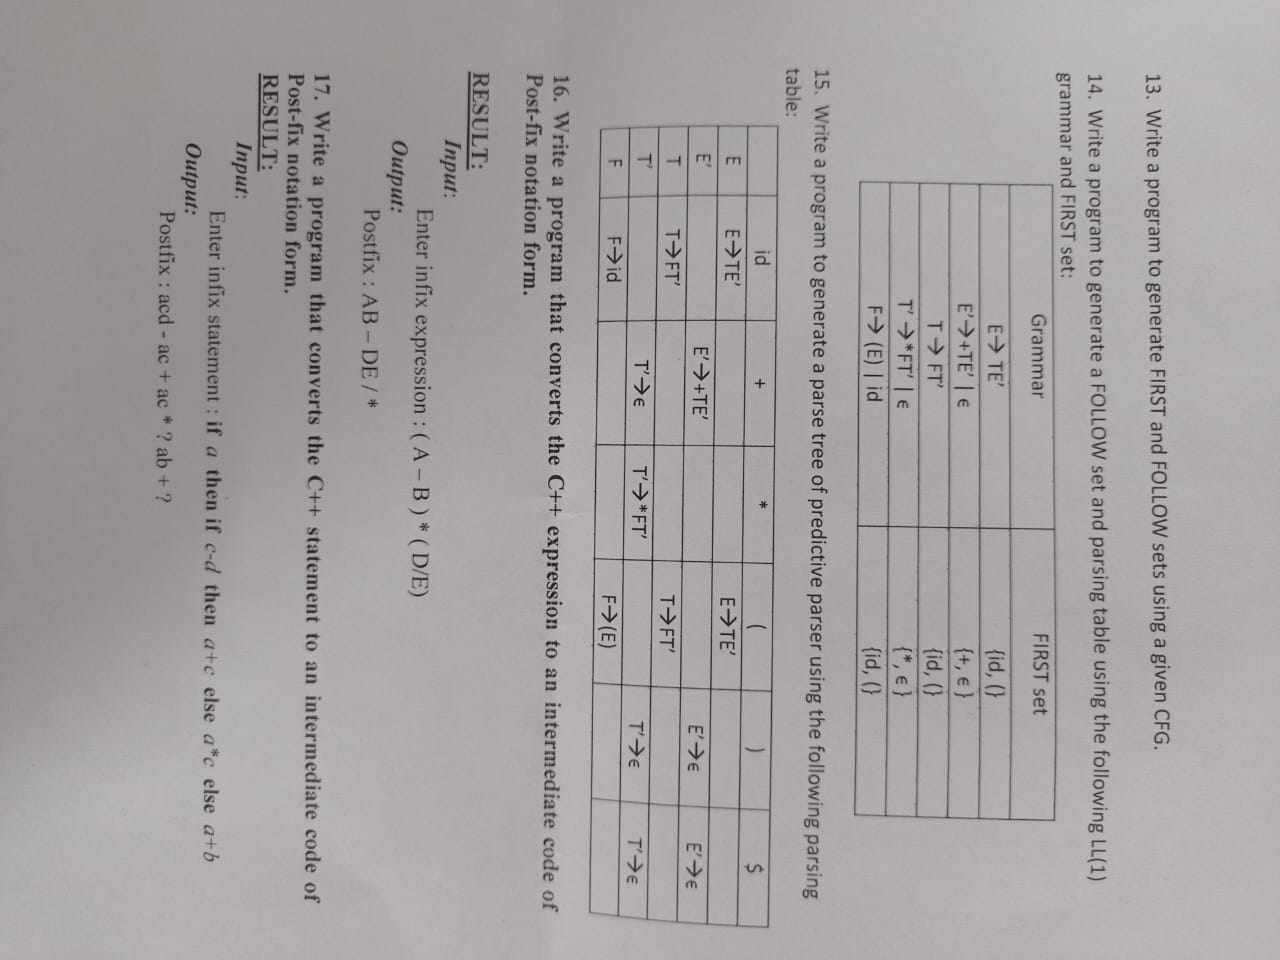 13. Write a program to generate FIRST and FOLLOW sets using a given CFG.
14. Write a program to generate a FOLLOW set and parsing table using the following LL(1)
grammar and FIRST set:
Grammar FIRST set
E→ TE' {id, (}
E'→+TE' | ϵ {+, ϵ }
T→ FT' {id, (}
T' →*FT' | ϵ {*, ϵ }
F→ (E) | id {id, (}
15. Write a program to generate a parse tree of predictive parser using the following parsing
table:
id + * ( ) $
E E→TE' E→TE'
E' E'→+TE' E'→ϵ E'→ϵ
T T→FT' T→FT'
T' T'→ϵ T'→*FT' T'→ϵ T'→ϵ
F F→id F→(E)
16. Write a program that converts the C++ expression to an intermediate code of
Post-fix notation form.
RESULT:
Input:
Enter infix expression : ( A – B ) * ( D/E)
Output:
Postfix : AB – DE / *
17. Write a program that converts the C++ statement to an intermediate code of
Post-fix notation form.
RESULT:
Input:
Enter infix statement : if a then if c-d then a+c else a*c else a+b
Output:
Postfix : acd - ac + ac * ? ab + ?